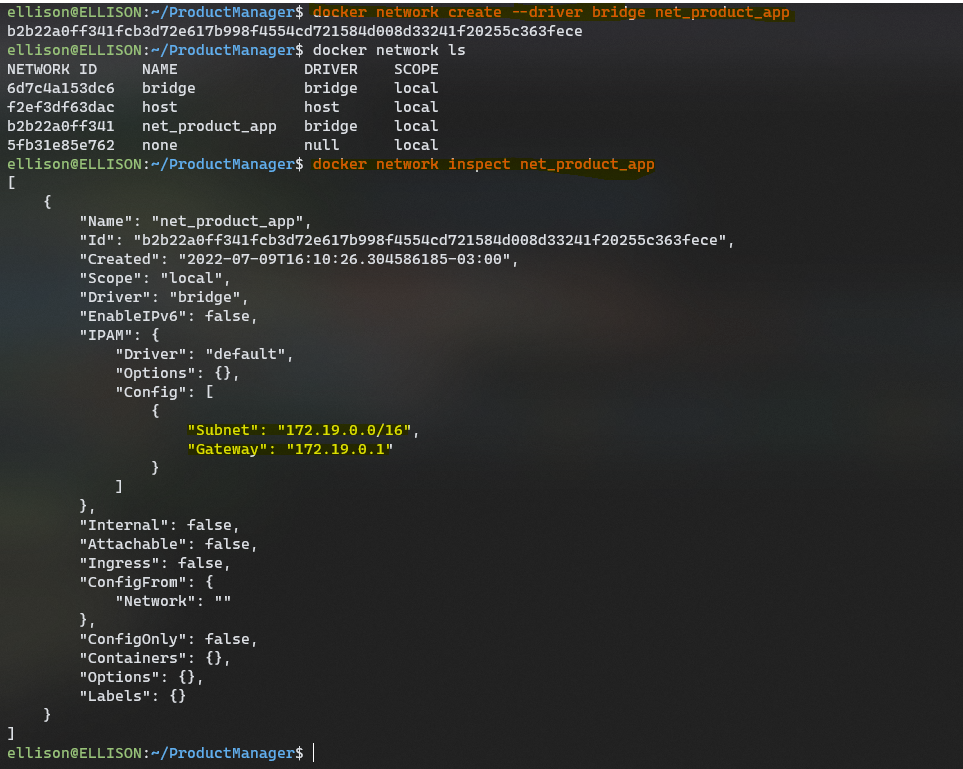 ellison@ELLISON:~/ProductManager$ docker network create --driver bridge net_product_app
b2b22a0ff341fcb3d72e617b998f4554cd721584d008d33241f20255c363fece
ellison@ELLISON:~/ProductManager$ docker network ls
NETWORK ID     NAME              DRIVER    SCOPE
6d7c4a153dc6   bridge            bridge    local
f2ef3df63dac   host              host      local
b2b22a0ff341   net_product_app   bridge    local
5fb31e85e762   none              null      local
ellison@ELLISON:~/ProductManager$ docker network inspect net_product_app
[
    {
        "Name": "net_product_app",
        "Id": "b2b22a0ff341fcb3d72e617b998f4554cd721584d008d33241f20255c363fece",
        "Created": "2022-07-09T16:10:26.304586185-03:00",
        "Scope": "local",
        "Driver": "bridge",
        "EnableIPv6": false,
        "IPAM": {
            "Driver": "default",
            "Options": {},
            "Config": [
                {
                    "Subnet": "172.19.0.0/16",
                    "Gateway": "172.19.0.1"
                }
            ]
        },
        "Internal": false,
        "Attachable": false,
        "Ingress": false,
        "ConfigFrom": {
            "Network": ""
        },
        "ConfigOnly": false,
        "Containers": {},
        "Options": {},
        "Labels": {}
    }
]
ellison@ELLISON:~/ProductManager$